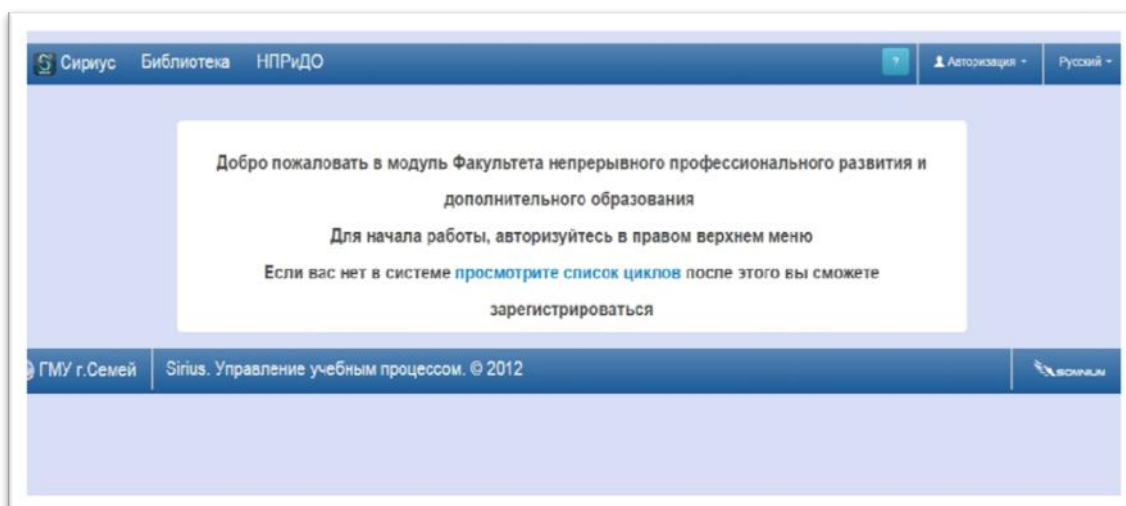 Сириус Библиотека НПРиДО ? Авторизация Русский
Добро пожаловать в модуль Факультета непрерывного профессионального развития и
дополнительного образования
Для начала работы, авторизуйтесь в правом верхнем меню
Если вас нет в системе просмотрите список циклов после этого вы сможете
зарегистрироваться
ГМУ г.Семей Sirius. Управление учебным процессом. © 2012 SOMNIUM